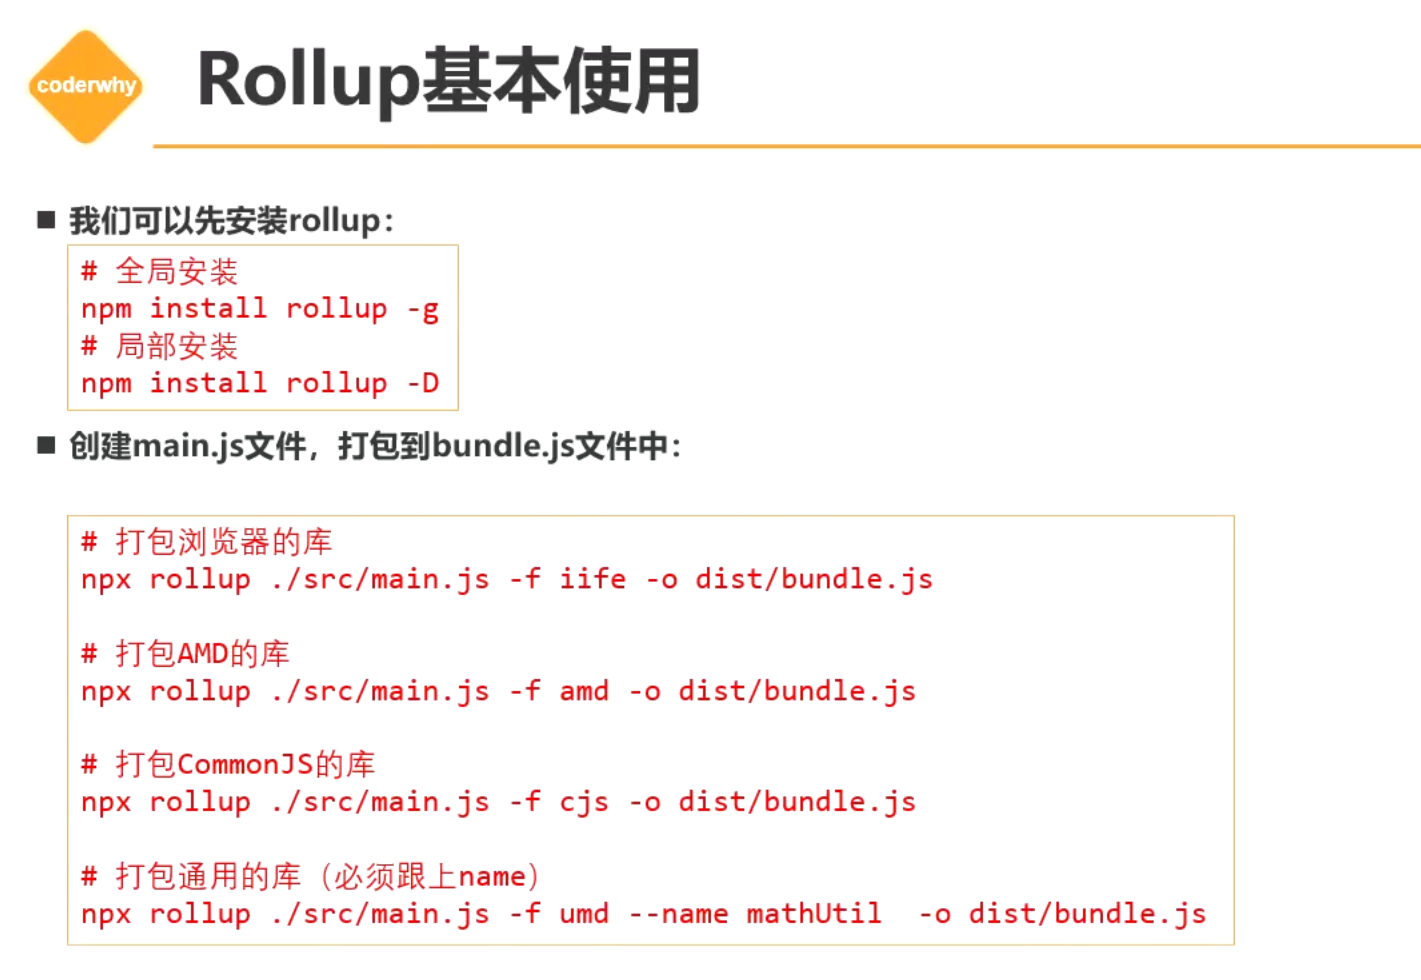 coderwhy
Rollup基本使用
我们可以先安装rollup：
# 全局安装
npm install rollup -g
# 局部安装
npm install rollup -D
创建main.js文件，打包到bundle.js文件中：
# 打包浏览器的库
npx rollup ./src/main.js -f iife -o dist/bundle.js
# 打包AMD的库
npx rollup ./src/main.js -f amd -o dist/bundle.js
# 打包CommonJS的库
npx rollup ./src/main.js -f cjs -o dist/bundle.js
# 打包通用的库（必须跟上name）
npx rollup ./src/main.js -f umd --name mathUtil  -o dist/bundle.js